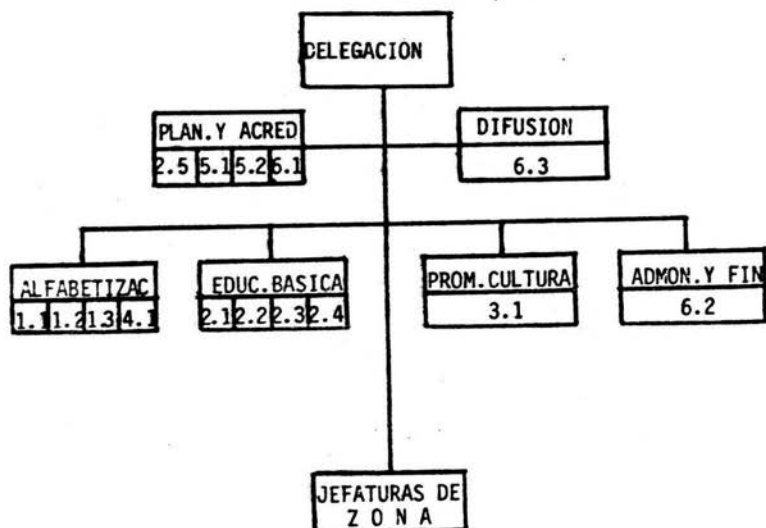 DELEGACION
PLAN.Y ACRED
2.5 5.1 5.2 6.1
DIFUSION
6.3
ALFABETIZAC
1.1 1.2 1.3 4.1
EDUC.BASICA
2.1 2.2 2.3 2.4
PROM.CULTURA
3.1
ADMON.Y FIN
6.2
JEFATURAS DE
Z O N A